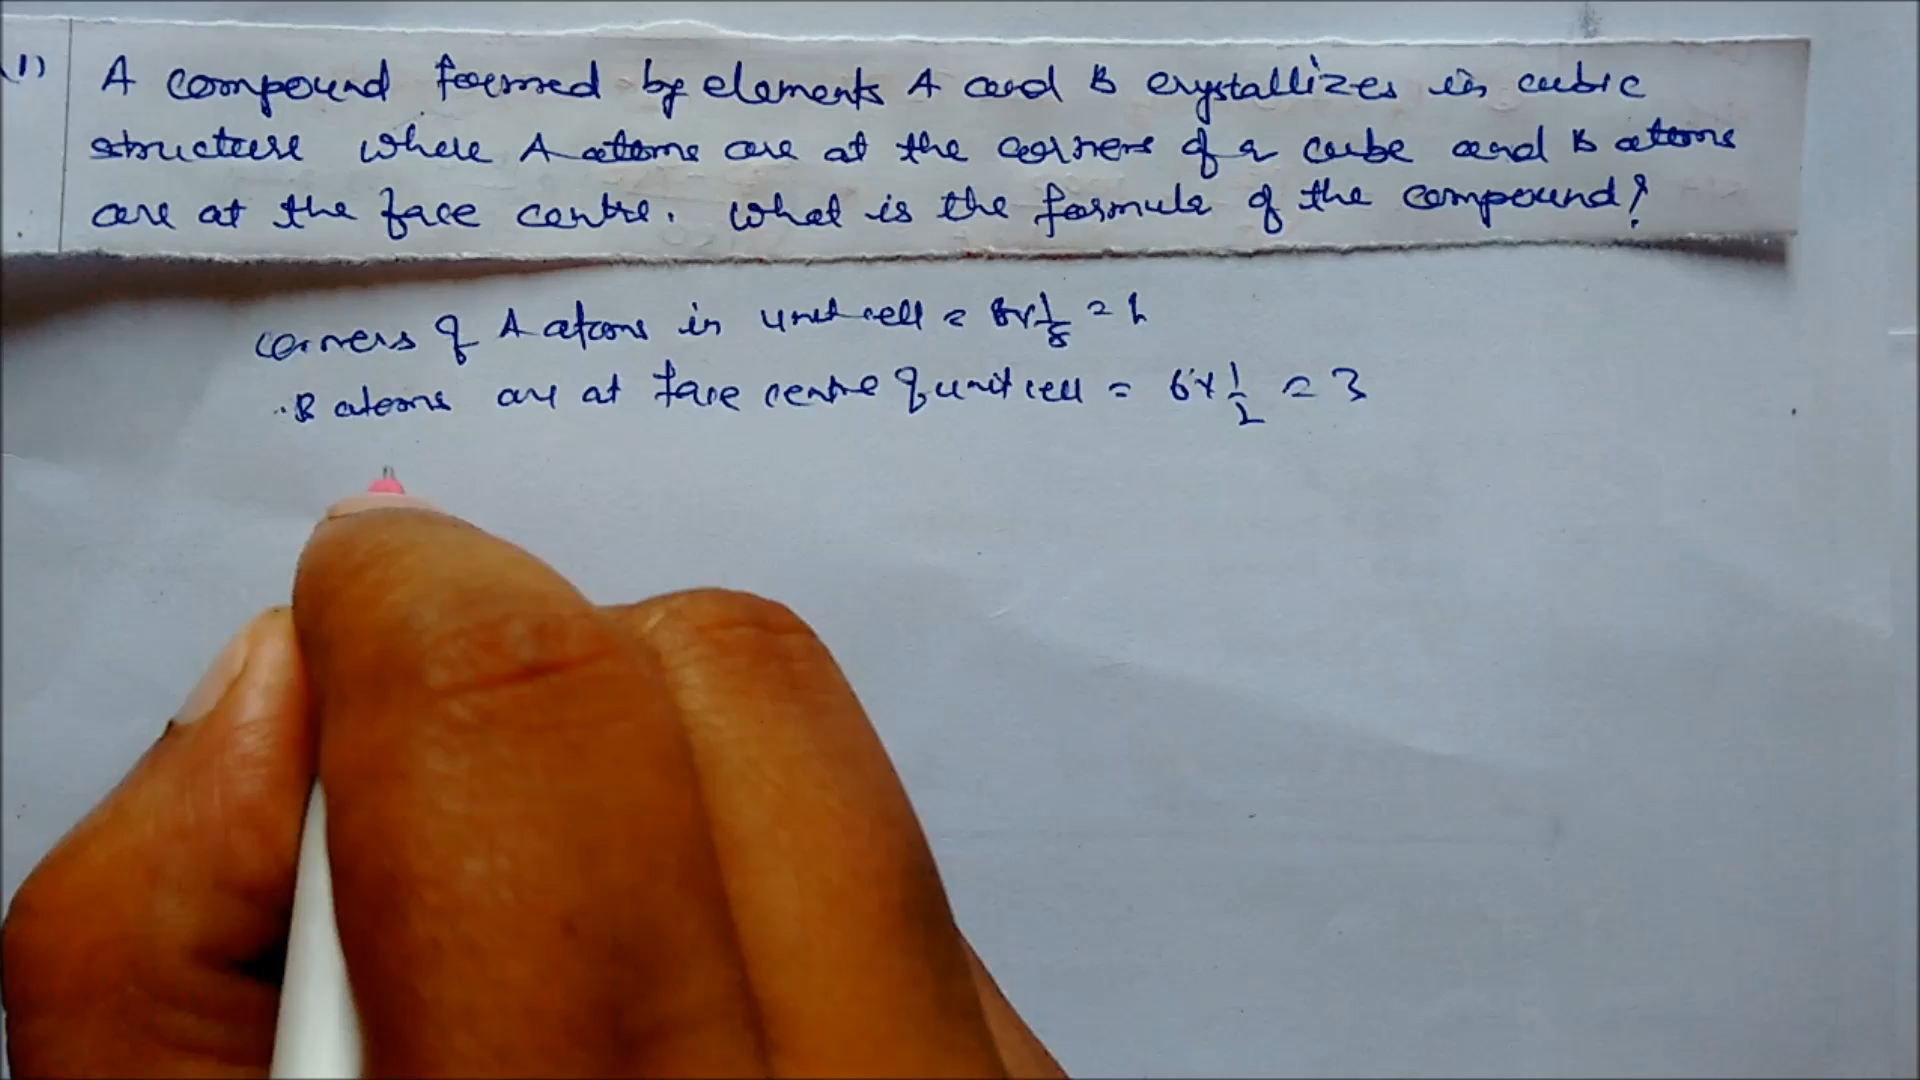 (1) A compound formed by elements A and B crystallizes in cubic
structure where A atoms are at the corners of a cube and B atoms
are at the face centre. What is the formula of the compound?
corners of A atoms in unit cell = 8×1/8 = 1
B atoms are at face centre of unit cell = 6×1/2 = 3